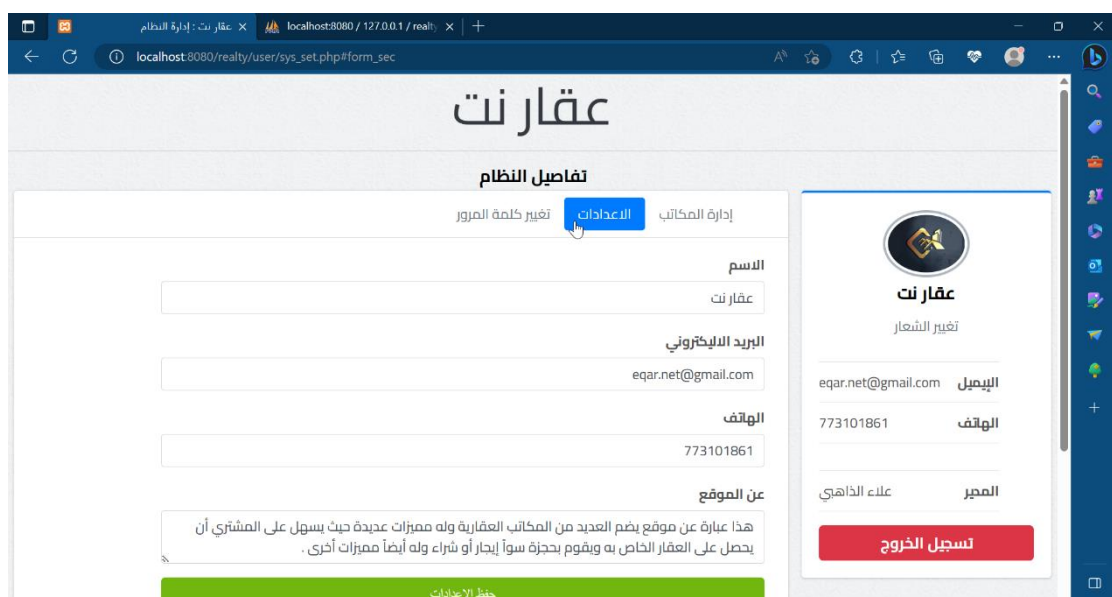 عقار نت : إدارة النظام
localhost:8080 / 127.0.0.1 / realty
localhost:8080/realty/user/sys_set.php#form_sec
عقار نت
تفاصيل النظام
إدارة المكاتب
الاعدادات
تغيير كلمة المرور
الاسم
عقار نت
البريد الاليكتروني
eqar.net@gmail.com
الهاتف
773101861
عن الموقع
هذا عبارة عن موقع يضم العديد من المكاتب العقارية وله مميزات عديدة حيث يسهل على المشتري أن
يحصل على العقار الخاص به ويقوم بحجزة سوآ إيجار أو شراء وله أيضاً مميزات أخرى .
حفظ الاعدادات
عقار نت
تغيير الشعار
الإيميل eqar.net@gmail.com
الهاتف 773101861
المدير علاء الذاهبي
تسجيل الخروج